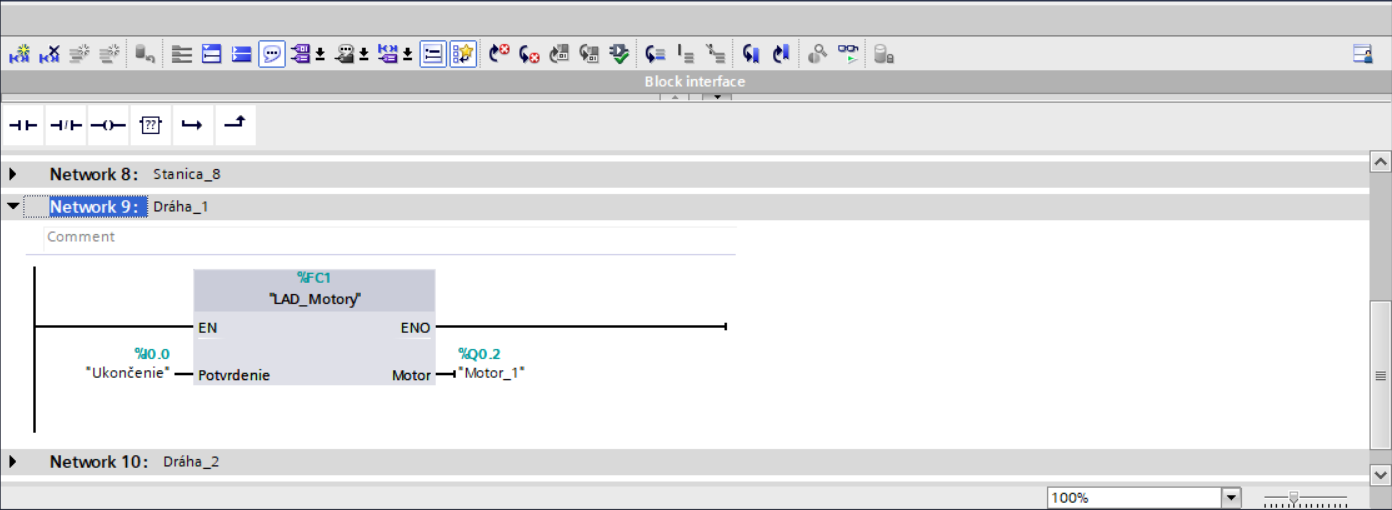 Block interface
??
Network 8: Stanica_8
Network 9: Dráha_1
Comment
%FC1
"LAD_Motory"
EN ENO
%I0.0 %Q0.2
"Ukončenie" Potvrdenie Motor "Motor_1"
Network 10: Dráha_2
100%